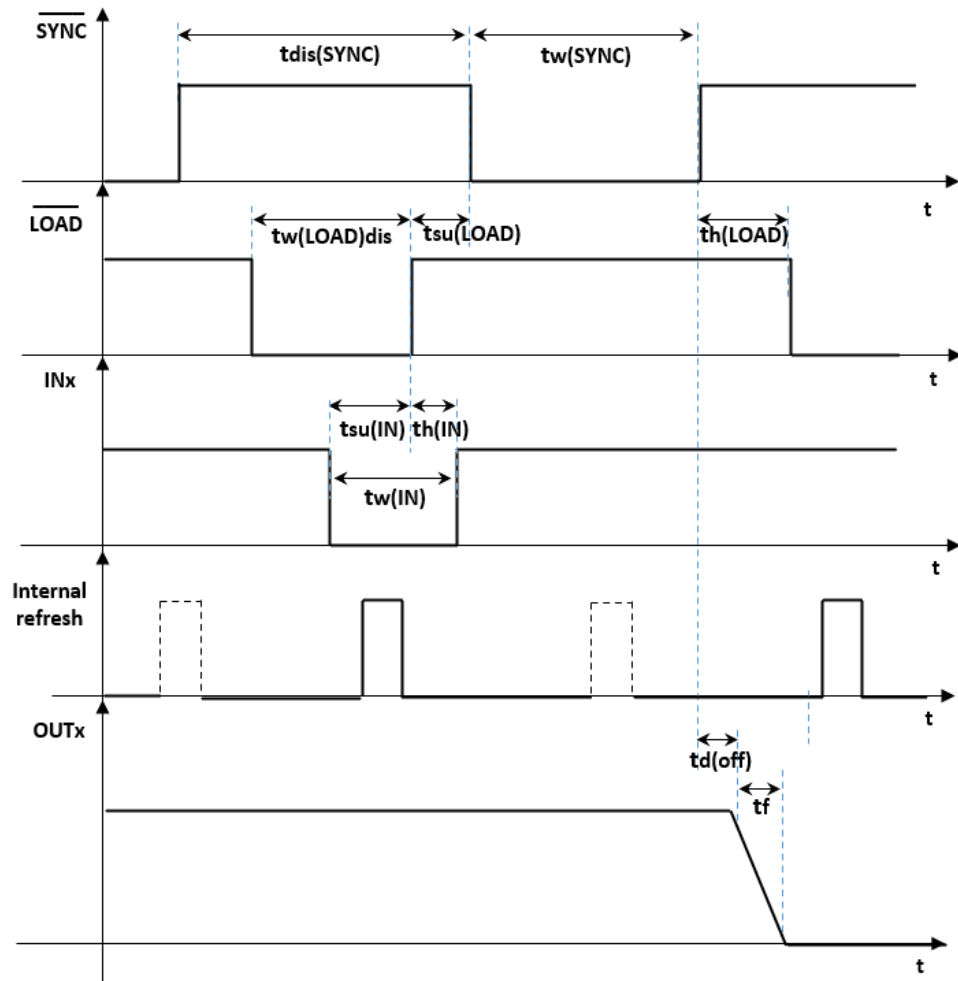 SYNC
tdis(SYNC)
tw(SYNC)
t
LOAD
tw(LOAD)dis
tsu(LOAD)
th(LOAD)
t
INx
tsu(IN)
th(IN)
tw(IN)
t
Internal
refresh
t
OUTx
td(off)
tf
t